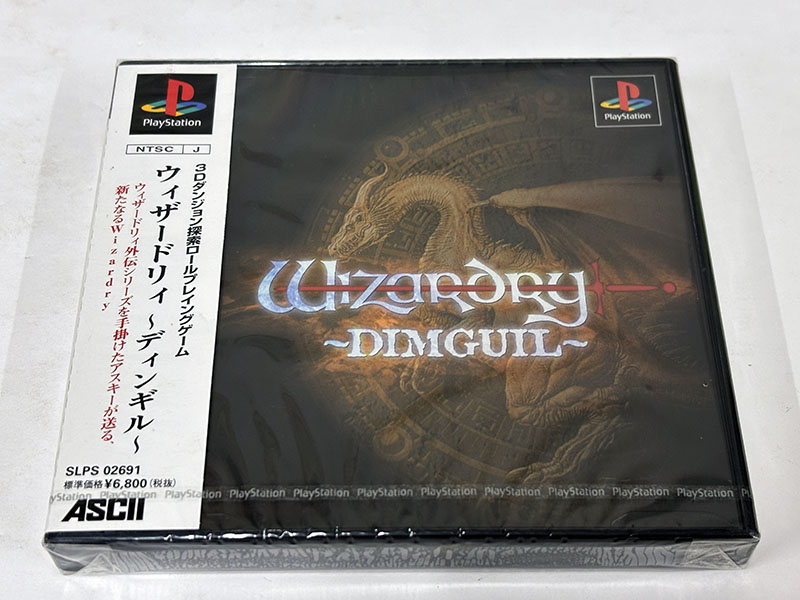 PlayStation
NTSC J
3Dダンジョン探索ロールプレイングゲーム
ウィザードリィ ～ディンギル～
ウィザードリィ外伝シリーズを手掛けたアスキーが送る、
新たなるWizardry
SLPS 02691
標準価格¥6,800(税抜)
ASCII
PlayStation
Wizardry
~DIMGUIL~
PlayStation PlayStation PlayStation PlayStation PlayStation PlayStation PlayStation PlayStation PlayStation PlayStation